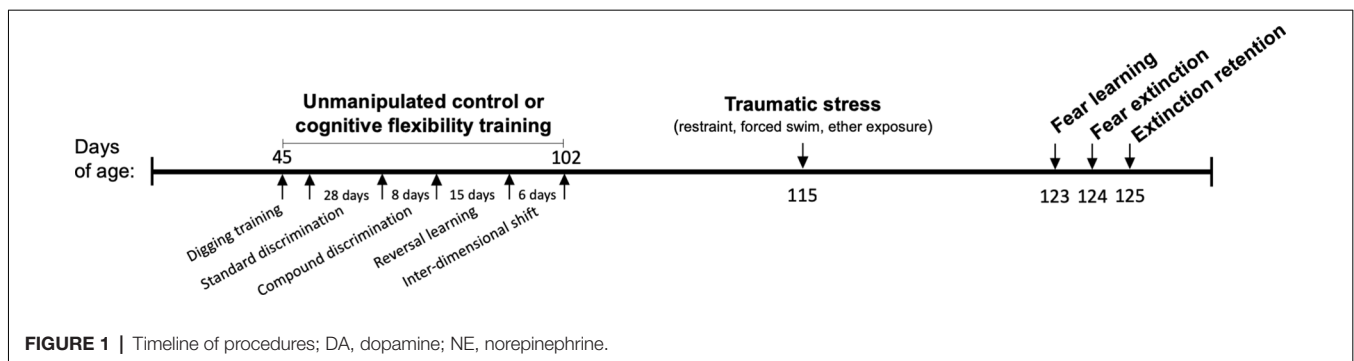 Unmanipulated control or
cognitive flexibility training
Traumatic stress
(restraint, forced swim, ether exposure)
Fear learning
Fear extinction
Extinction retention
Days
of age:
45
102
28 days
8 days
15 days
6 days
115
123
124
125
Digging training
Standard discrimination
Compound discrimination
Reversal learning
Inter-dimensional shift
FIGURE 1 | Timeline of procedures; DA, dopamine; NE, norepinephrine.